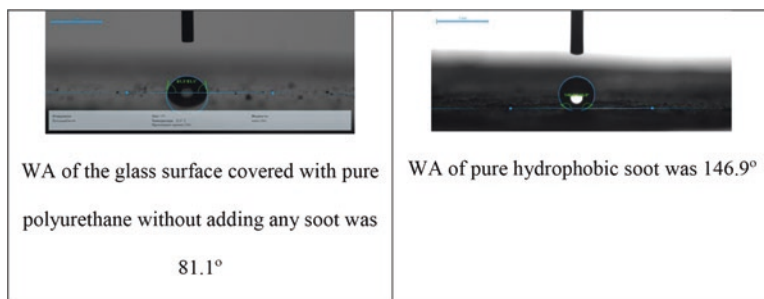 WA of the glass surface covered with pure
polyurethane without adding any soot was
81.1º
WA of pure hydrophobic soot was 146.9º